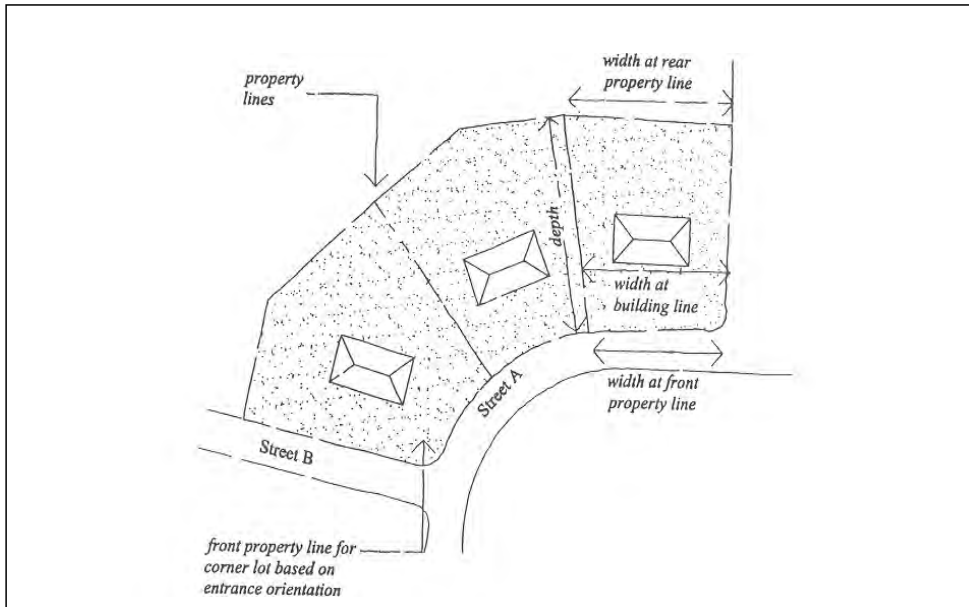 width at rear
property line
property
lines
depth
width at
building line
Street A
width at front
property line
Street B
front property line for
corner lot based on
entrance orientation